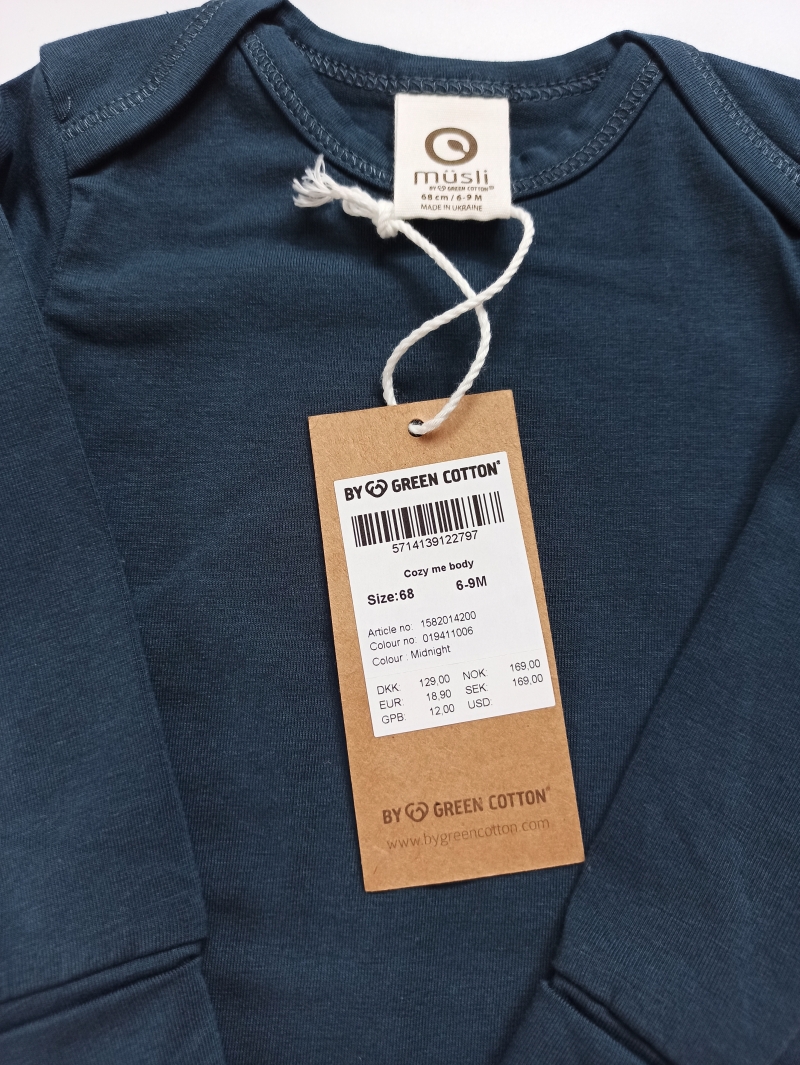 müsli
BY GREEN COTTON®
68 cm / 6-9 M
MADE IN UKRAINE
BY GREEN COTTON®
5714139122797
Cozy me body
Size:68 6-9M
Article no: 1582014200
Colour no: 019411006
Colour : Midnight
DKK: 129,00 NOK: 169,00
EUR: 18,90 SEK: 169,00
GPB: 12,00 USD:
BY GREEN COTTON®
www.bygreencotton.com